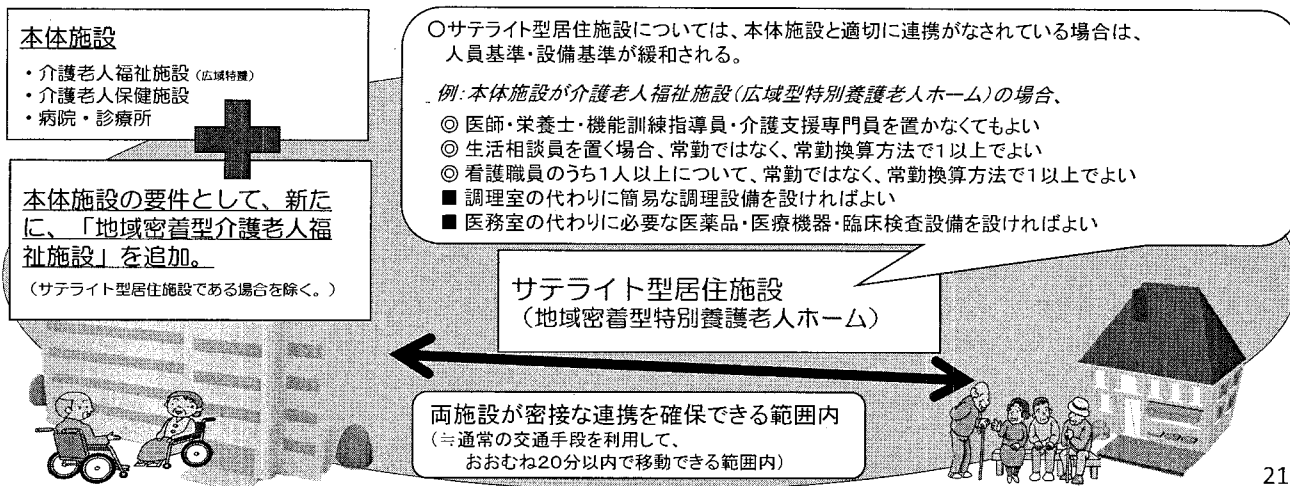 本体施設
・介護老人福祉施設(広域特養)
・介護老人保健施設
・病院・診療所
本体施設の要件として、新た
に、「地域密着型介護老人福
祉施設」を追加。
(サテライト型居住施設である場合を除く。)
○サテライト型居住施設については、本体施設と適切に連携がなされている場合は、
人員基準・設備基準が緩和される。
例:本体施設が介護老人福祉施設(広域型特別養護老人ホーム)の場合、
◎ 医師・栄養士・機能訓練指導員・介護支援専門員を置かなくてもよい
◎ 生活相談員を置く場合、常勤ではなく、常勤換算方法で1以上でよい
◎ 看護職員のうち1人以上について、常勤ではなく、常勤換算方法で1以上でよい
■ 調理室の代わりに簡易な調理設備を設ければよい
■ 医務室の代わりに必要な医薬品・医療機器・臨床検査設備を設ければよい
サテライト型居住施設
(地域密着型特別養護老人ホーム)
両施設が密接な連携を確保できる範囲内
(≒通常の交通手段を利用して、
おおむね20分以内で移動できる範囲内)
21